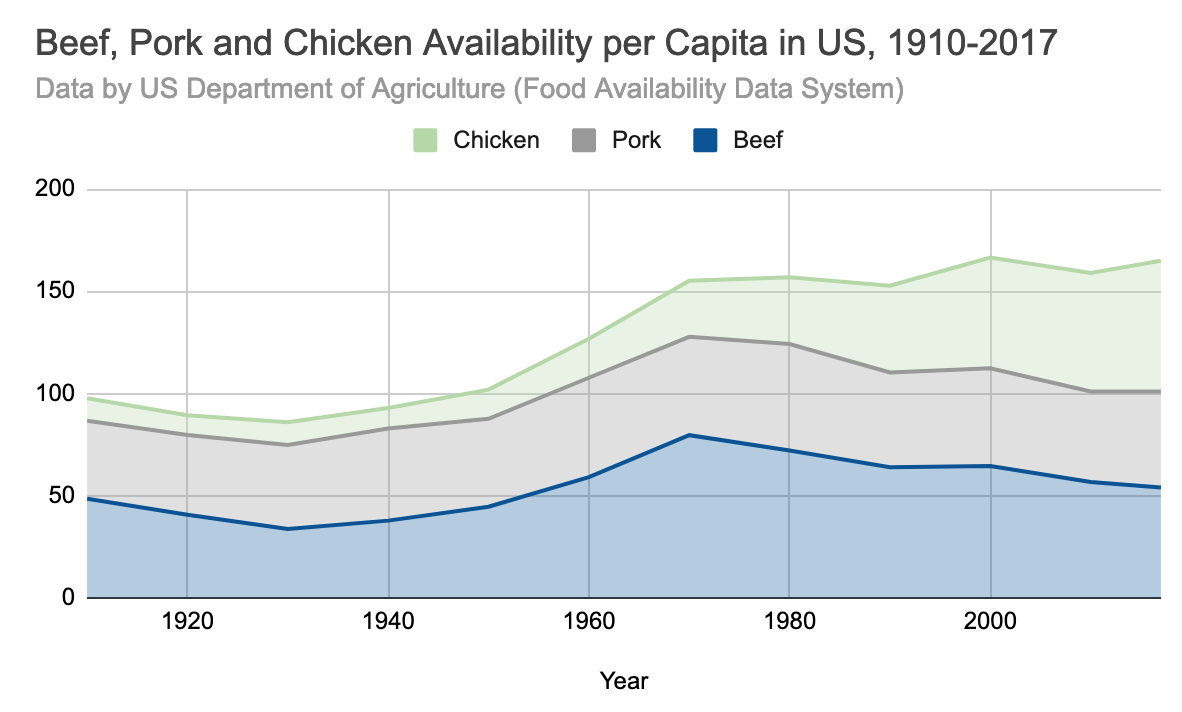 Beef, Pork and Chicken Availability per Capita in US, 1910-2017
Data by US Department of Agriculture (Food Availability Data System)
Chicken Pork Beef
200
150
100
50
0
1920 1940 1960 1980 2000
Year